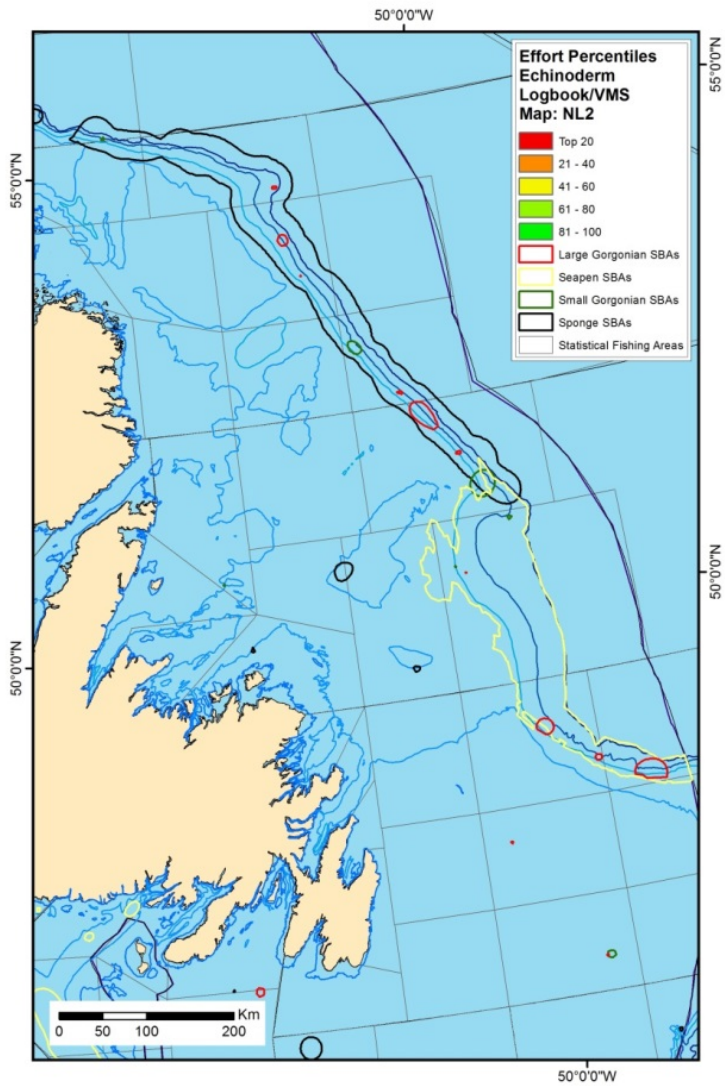 50°0'0"W
Effort Percentiles
Echinoderm
Logbook/VMS
Map: NL2
Top 20
21 - 40
41 - 60
61 - 80
81 - 100
Large Gorgonian SBAs
Seapen SBAs
Small Gorgonian SBAs
Sponge SBAs
Statistical Fishing Areas
55°0'0"N
55°0'0"N
50°0'0"N
50°0'0"N
Km
0 50 100 200
50°0'0"W